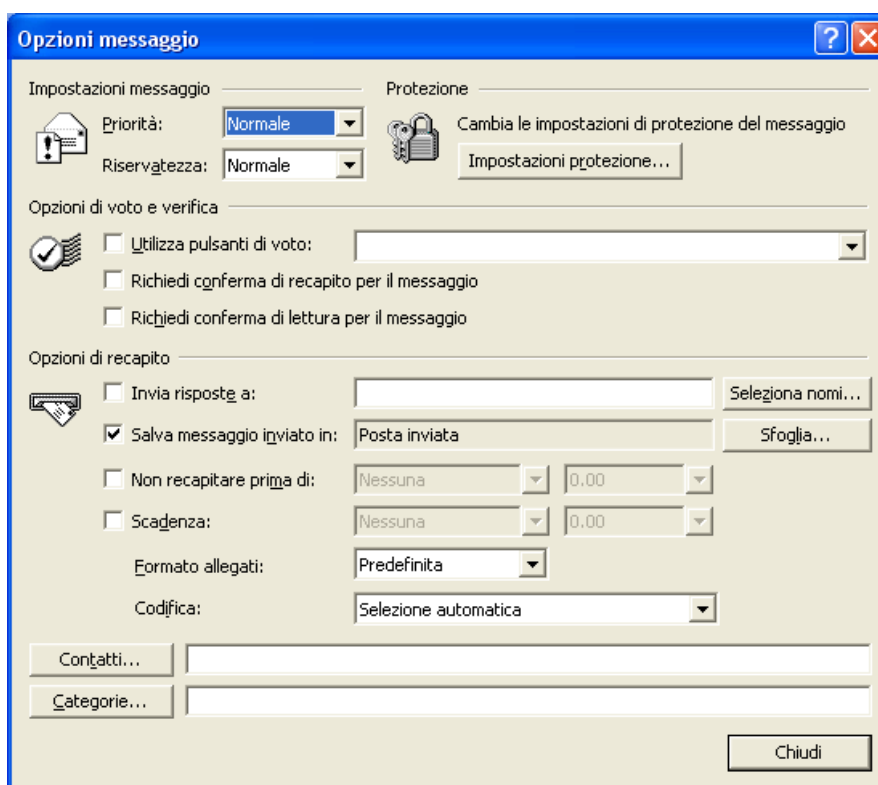 Opzioni messaggio
Impostazioni messaggio
Protezione
Priorità: Normale
Cambia le impostazioni di protezione del messaggio
Riservatezza: Normale
Impostazioni protezione...
Opzioni di voto e verifica
Utilizza pulsanti di voto:
Richiedi conferma di recapito per il messaggio
Richiedi conferma di lettura per il messaggio
Opzioni di recapito
Invia risposte a: Seleziona nomi...
Salva messaggio inviato in: Posta inviata Sfoglia...
Non recapitare prima di: Nessuna 0.00
Scadenza: Nessuna 0.00
Formato allegati: Predefinita
Codifica: Selezione automatica
Contatti...
Categorie...
Chiudi